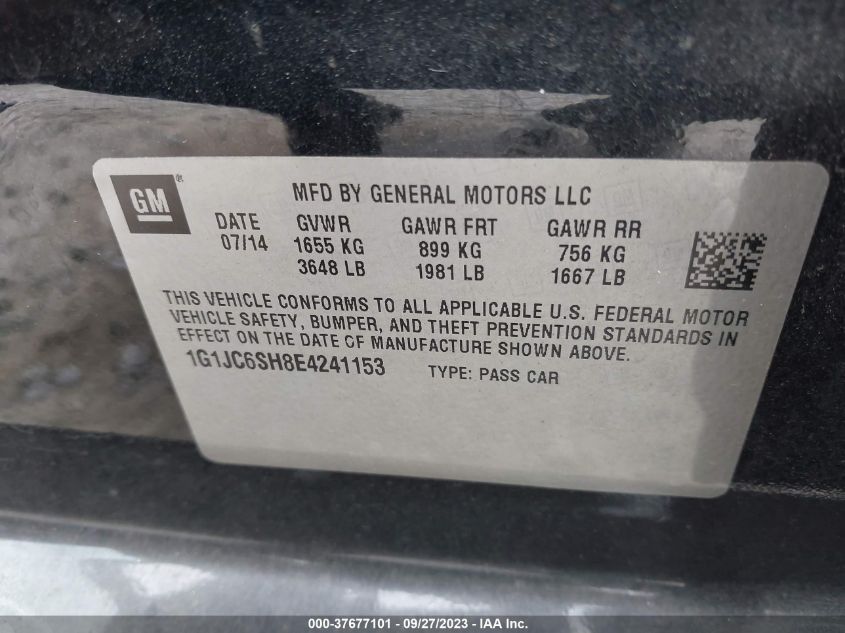 GM®
MFD BY GENERAL MOTORS LLC
DATE GVWR GAWR FRT GAWR RR
07/14 1655 KG 899 KG 756 KG
3648 LB 1981 LB 1667 LB
THIS VEHICLE CONFORMS TO ALL APPLICABLE U.S. FEDERAL MOTOR
VEHICLE SAFETY, BUMPER, AND THEFT PREVENTION STANDARDS IN
EFFECT ON THE DATE OF MANUFACTURE SHOWN ABOVE.
1G1JC6SH8E4241153 TYPE: PASS CAR
000-37677101 - 09/27/2023 - IAA Inc.